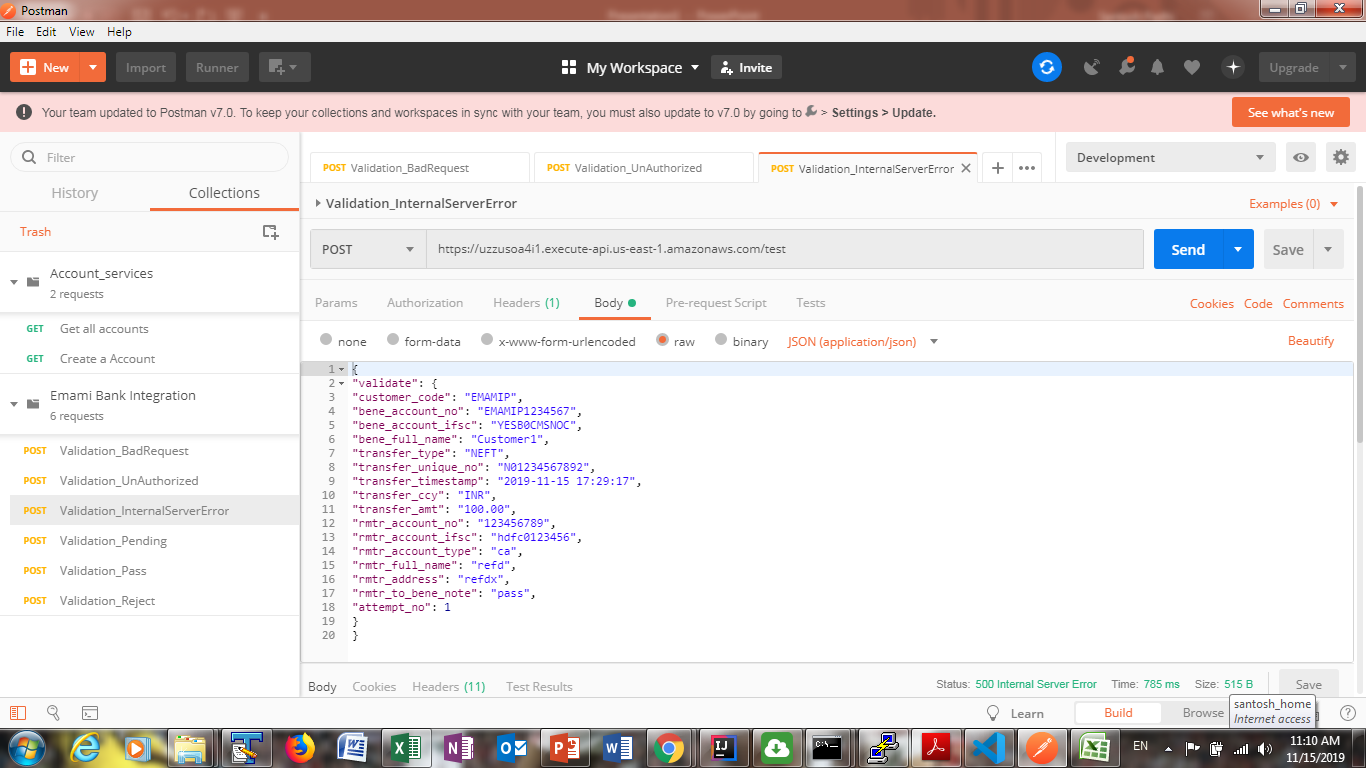 Postman
File Edit View Help
New Import Runner My Workspace Invite Upgrade
Your team updated to Postman v7.0. To keep your collections and workspaces in sync with your team, you must also update to v7.0 by going to > Settings > Update. See what's new
Filter
History Collections
Trash
Account_services
2 requests
GET Get all accounts
GET Create a Account
Emami Bank Integration
6 requests
POST Validation_BadRequest
POST Validation_UnAuthorized
POST Validation_InternalServerError
POST Validation_Pending
POST Validation_Pass
POST Validation_Reject
POST Validation_BadRequest POST Validation_UnAuthorized POST Validation_InternalServerError
Development
Validation_InternalServerError Examples (0)
POST https://uzzusoa4i1.execute-api.us-east-1.amazonaws.com/test Send Save
Params Authorization Headers (1) Body Pre-request Script Tests Cookies Code Comments
none form-data x-www-form-urlencoded raw binary JSON (application/json) Beautify
1 {
2 "validate": {
3 "customer_code": "EMAMIP",
4 "bene_account_no": "EMAMIP1234567",
5 "bene_account_ifsc": "YESB0CMSNOC",
6 "bene_full_name": "Customer1",
7 "transfer_type": "NEFT",
8 "transfer_unique_no": "N01234567892",
9 "transfer_timestamp": "2019-11-15 17:29:17",
10 "transfer_ccy": "INR",
11 "transfer_amt": "100.00",
12 "rmtr_account_no": "123456789",
13 "rmtr_account_ifsc": "hdfc0123456",
14 "rmtr_account_type": "ca",
15 "rmtr_full_name": "refd",
16 "rmtr_address": "refdx",
17 "rmtr_to_bene_note": "pass",
18 "attempt_no": 1
19 }
20 }
Body Cookies Headers (11) Test Results Status: 500 Internal Server Error Time: 785 ms Size: 515 B Save
Learn Build Browse
santosh_home
Internet access
EN 11:10 AM
11/15/2019